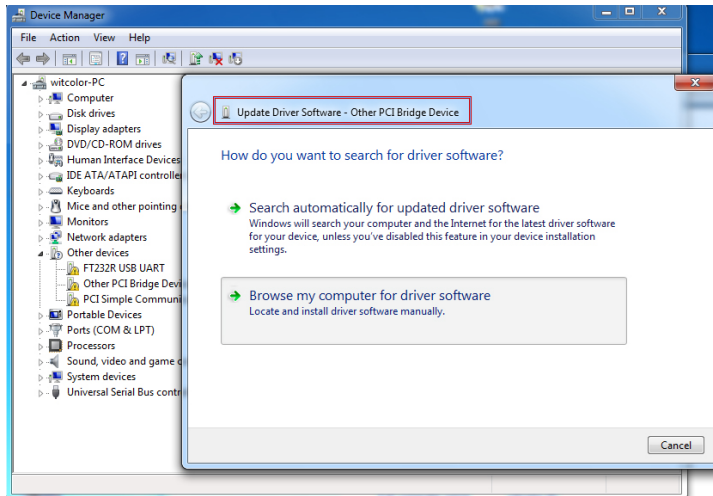 Device Manager
File Action View Help
witcolor-PC
Computer
Disk drives
Display adapters
DVD/CD-ROM drives
Human Interface Devices
IDE ATA/ATAPI controlle
Keyboards
Mice and other pointing
Monitors
Network adapters
Other devices
FT232R USB UART
Other PCI Bridge Devi
PCI Simple Communi
Portable Devices
Ports (COM & LPT)
Processors
Sound, video and game c
System devices
Universal Serial Bus contr
Update Driver Software - Other PCI Bridge Device
How do you want to search for driver software?
Search automatically for updated driver software
Windows will search your computer and the Internet for the latest driver software
for your device, unless you've disabled this feature in your device installation
settings.
Browse my computer for driver software
Locate and install driver software manually.
Cancel